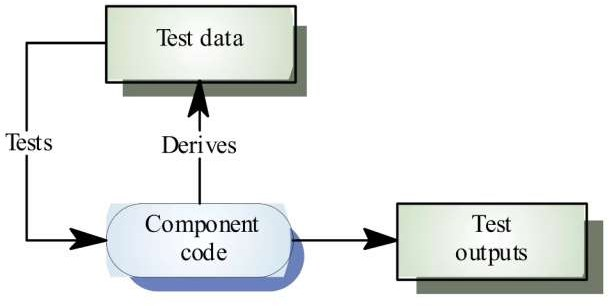 Test data
Tests
Derives
Component
code
Test
outputs